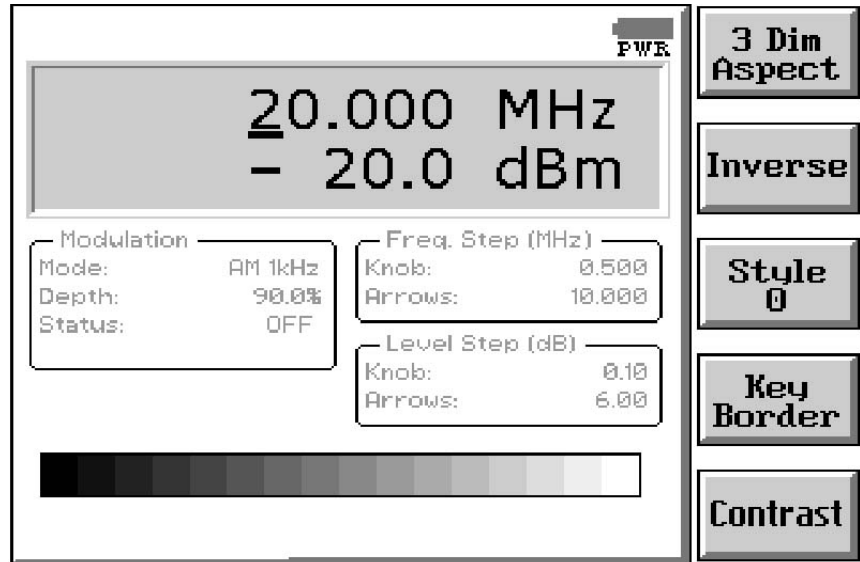 PWR
20.000 MHz
- 20.0 dBm
Modulation
Mode: AM 1kHz
Depth: 90.0%
Status: OFF
Freq. Step (MHz)
Knob: 0.500
Arrows: 10.000
Level Step (dB)
Knob: 0.10
Arrows: 6.00
3 Dim
Aspect
Inverse
Style
0
Key
Border
Contrast